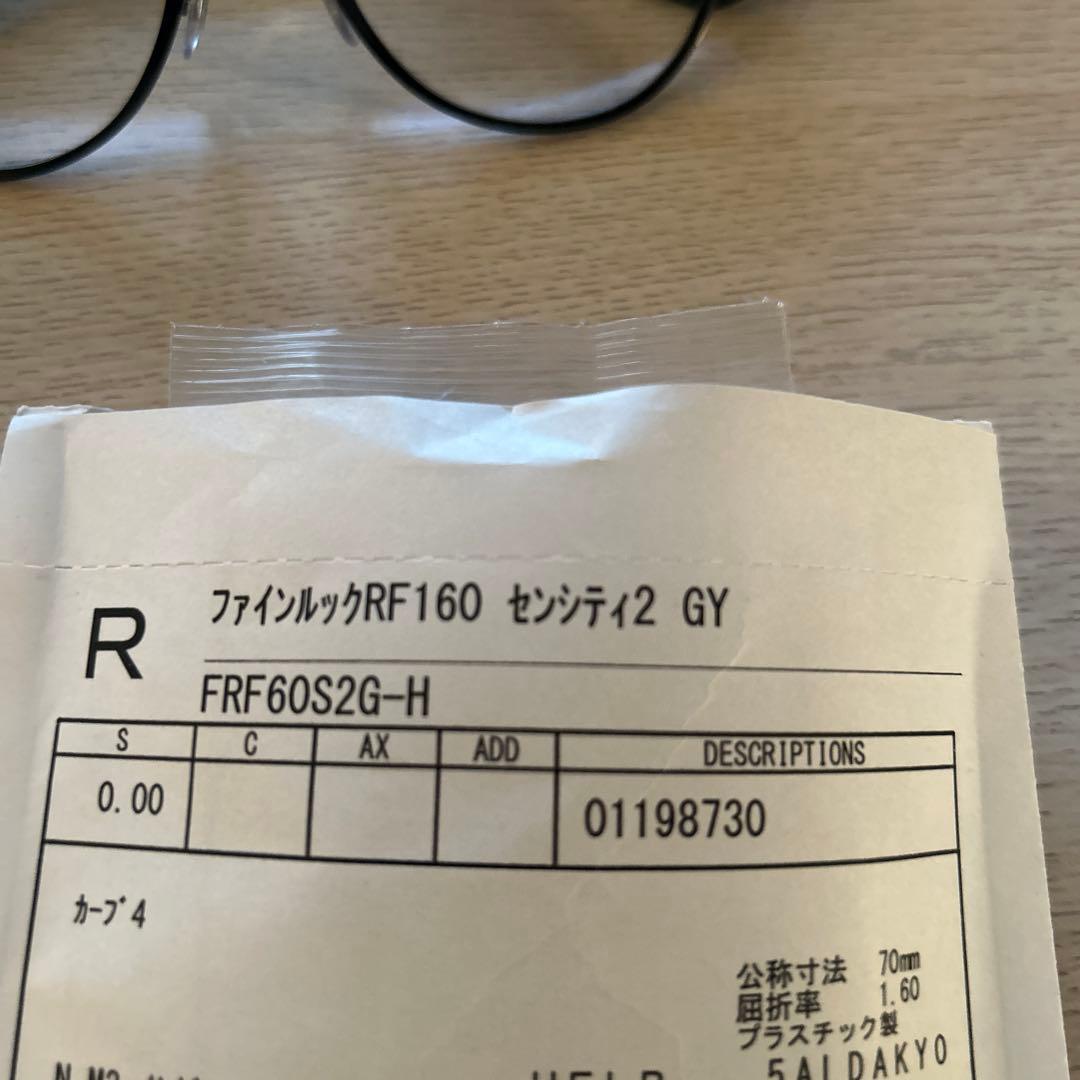 R
ファインルックRF160 センシティ2 GY
FRF60S2G-H
S C AX ADD DESCRIPTIONS
0.00 01198730
カーブ4
公称寸法 70mm
屈折率 1.60
プラスチック製
5AIDAKYO